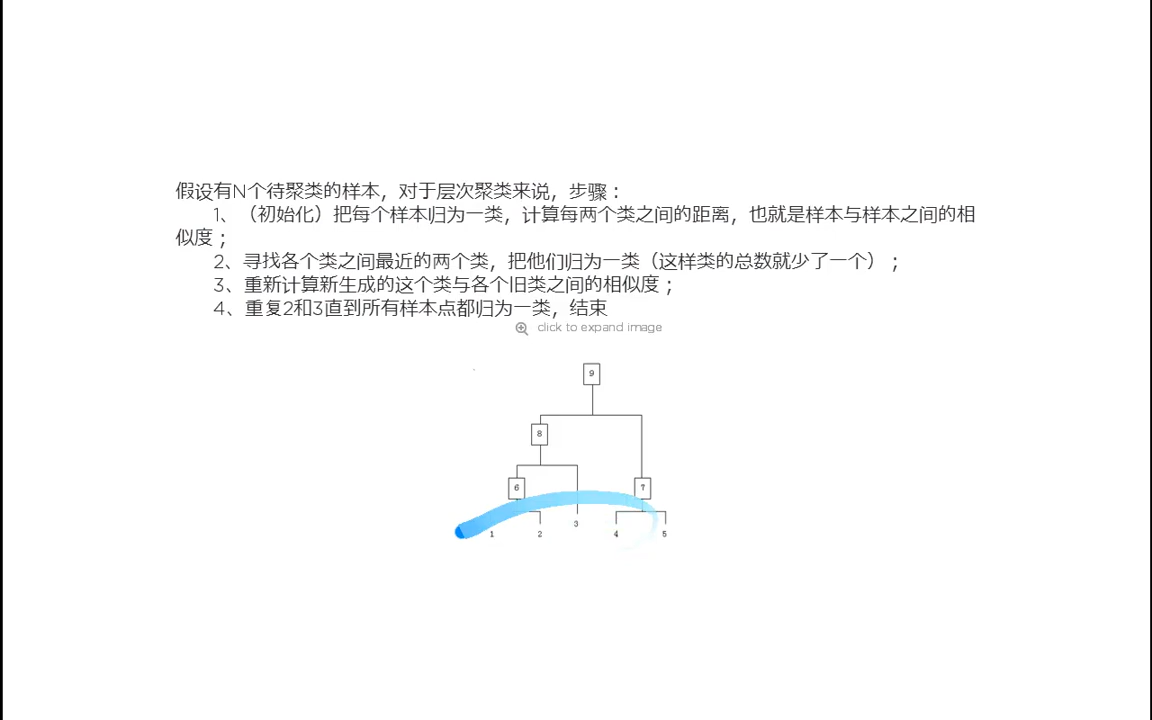 假设有N个待聚类的样本，对于层次聚类来说，步骤：
1、（初始化）把每个样本归为一类，计算每两个类之间的距离，也就是样本与样本之间的相
似度；
2、寻找各个类之间最近的两个类，把他们归为一类（这样类的总数就少了一个）；
3、重新计算新生成的这个类与各个旧类之间的相似度；
4、重复2和3直到所有样本点都归为一类，结束
click to expand image
9
8
6 7
3
1 2 4 5